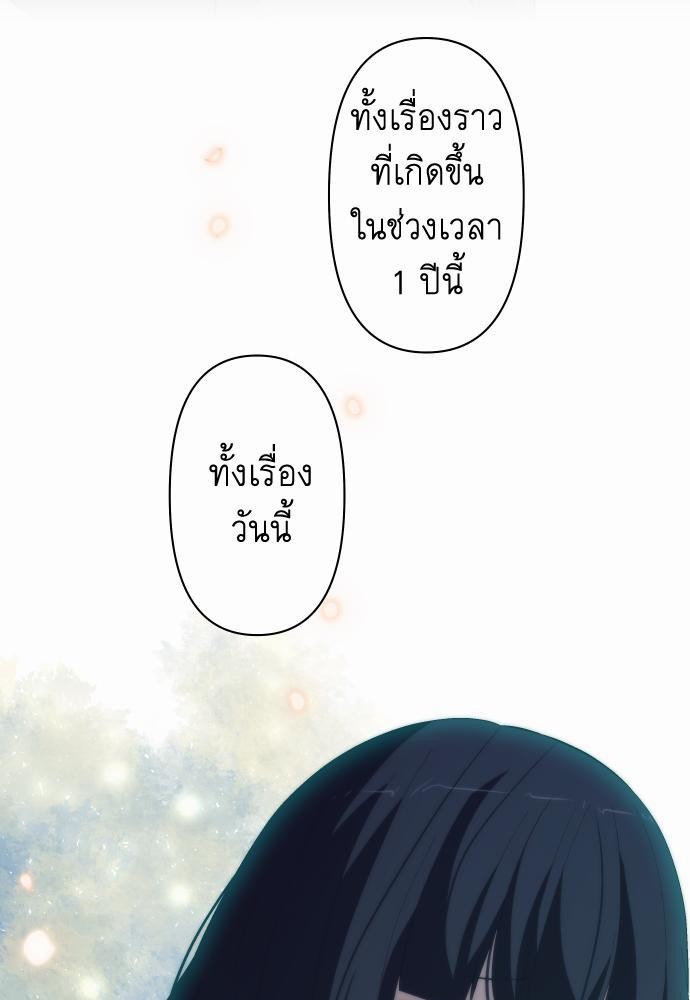 ทั้งเรื่องราว
ที่เกิดขึ้น
ในช่วงเวลา
1 ปีนี้
ทั้งเรื่อง
วันนี้